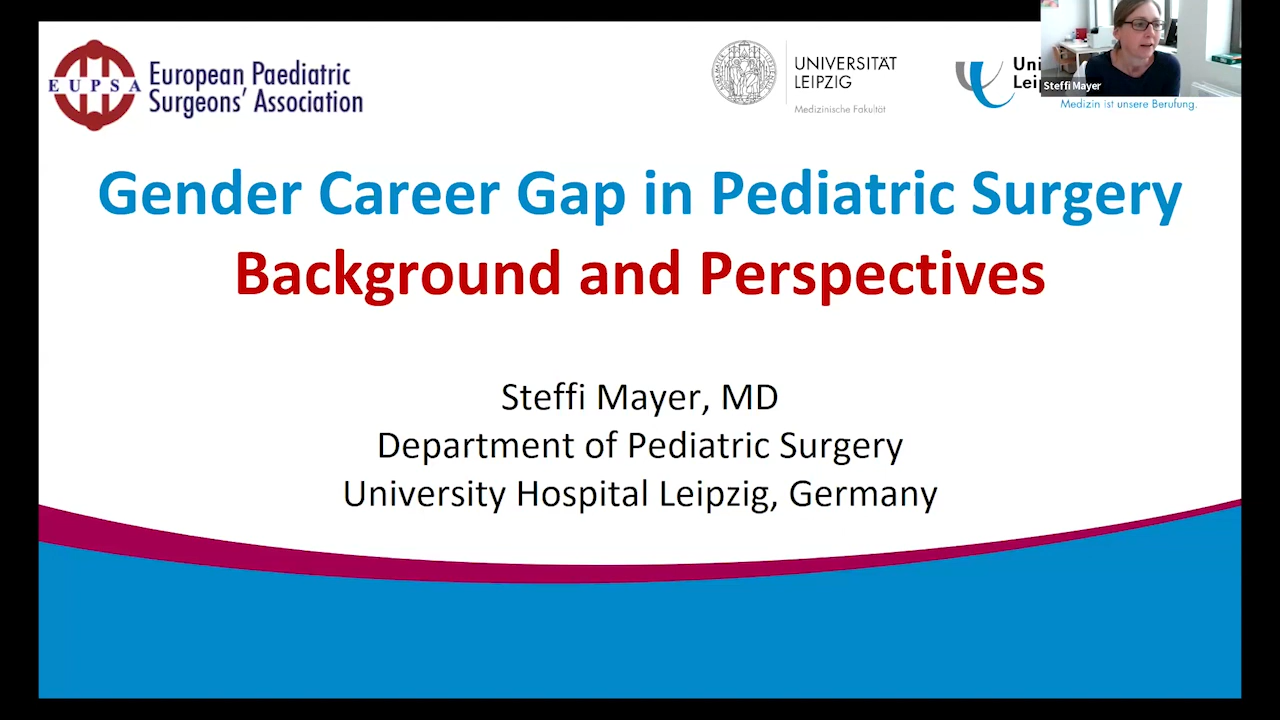 EUPSA
European Paediatric
Surgeons' Association
UNIVERSITÄT
LEIPZIG
Medizinische Fakultät
Medizin ist unsere Berufung.
Steffi Mayer
Gender Career Gap in Pediatric Surgery
Background and Perspectives
Steffi Mayer, MD
Department of Pediatric Surgery
University Hospital Leipzig, Germany